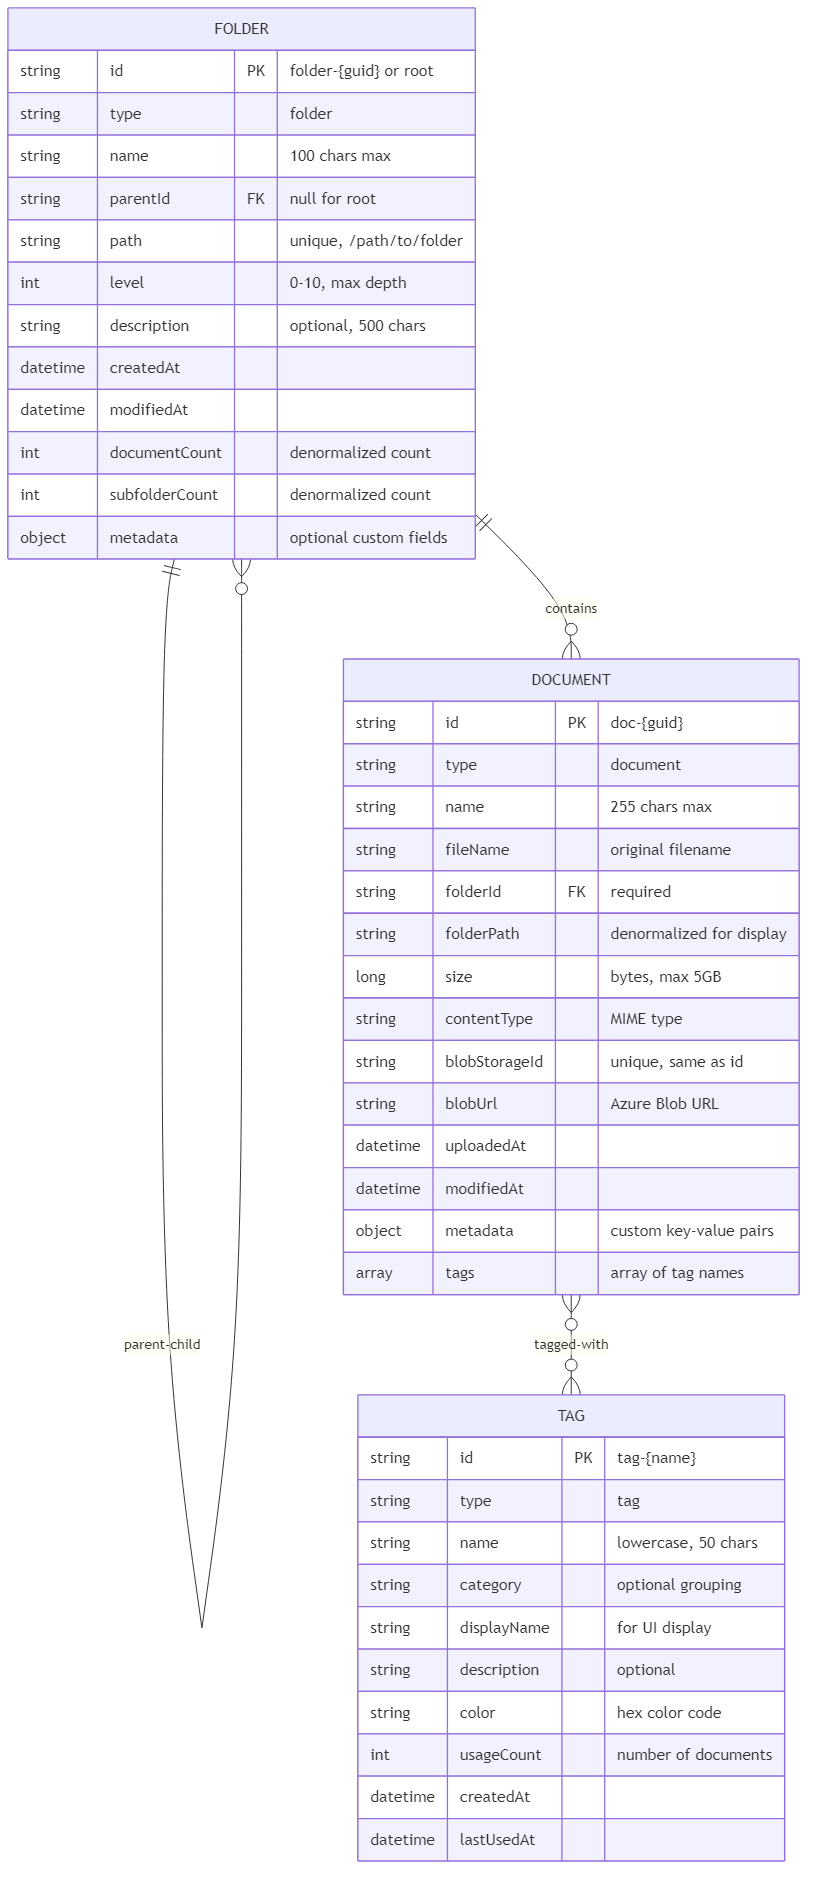 FOLDER
string id PK folder-{guid} or root
string type folder
string name 100 chars max
string parentId FK null for root
string path unique, /path/to/folder
int level 0-10, max depth
string description optional, 500 chars
datetime createdAt
datetime modifiedAt
int documentCount denormalized count
int subfolderCount denormalized count
object metadata optional custom fields
contains
DOCUMENT
string id PK doc-{guid}
string type document
string name 255 chars max
string fileName original filename
string folderId FK required
string folderPath denormalized for display
long size bytes, max 5GB
string contentType MIME type
string blobStorageId unique, same as id
string blobUrl Azure Blob URL
datetime uploadedAt
datetime modifiedAt
object metadata custom key-value pairs
array tags array of tag names
parent-child
tagged-with
TAG
string id PK tag-{name}
string type tag
string name lowercase, 50 chars
string category optional grouping
string displayName for UI display
string description optional
string color hex color code
int usageCount number of documents
datetime createdAt
datetime lastUsedAt